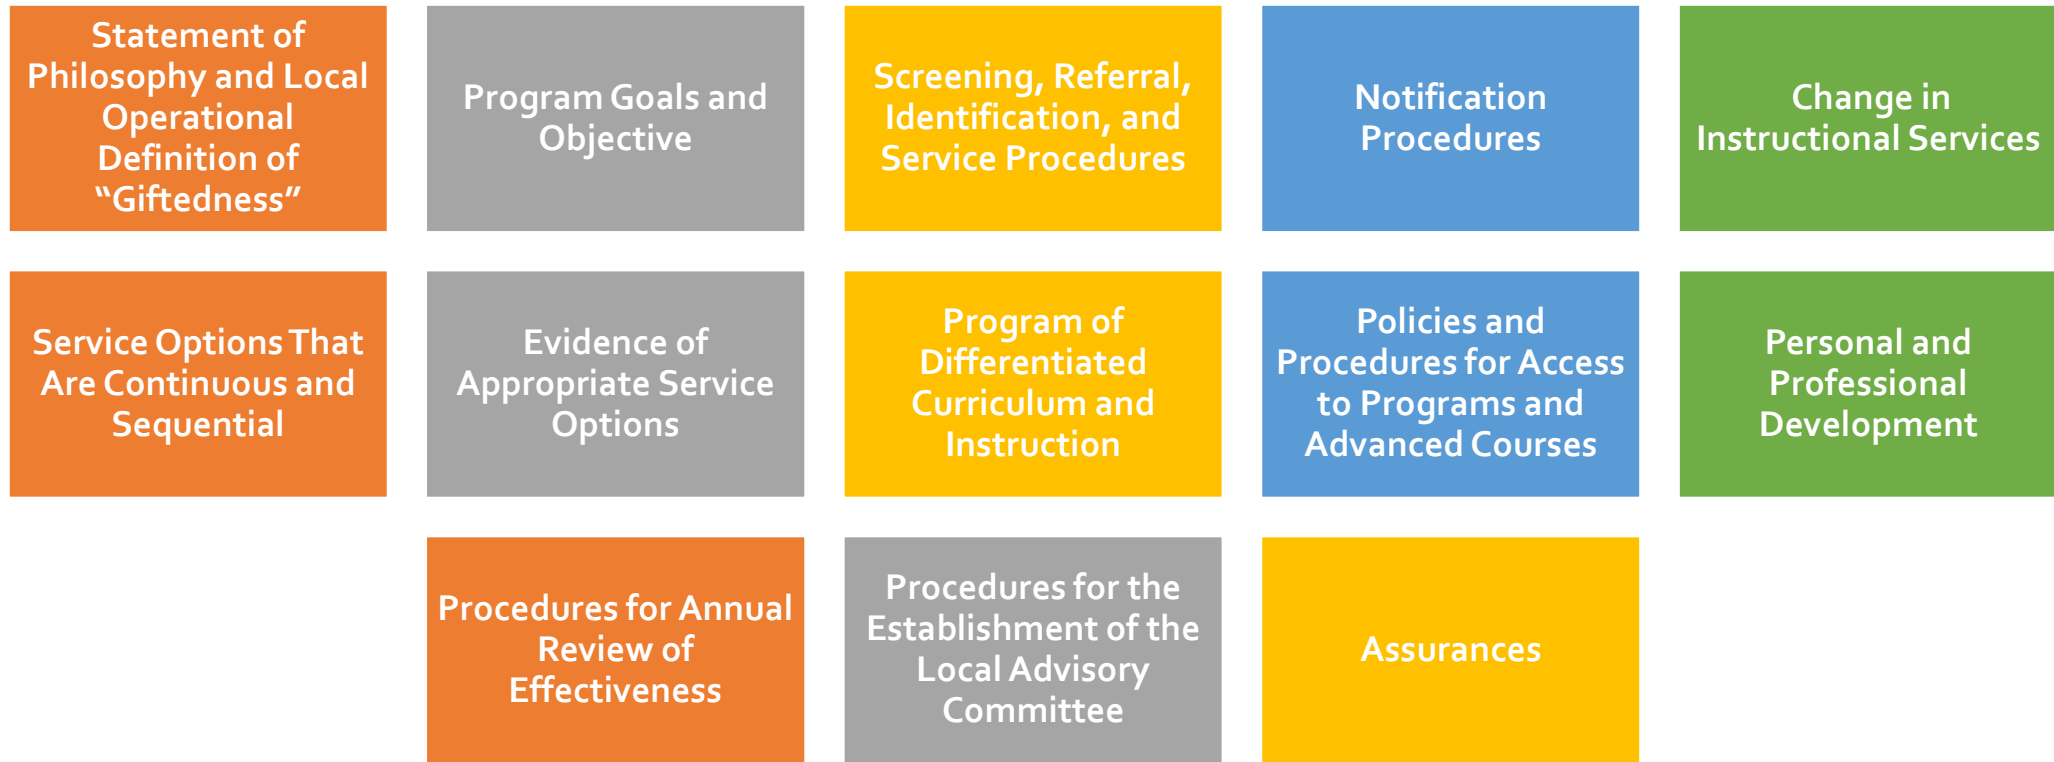 Statement of
Philosophy and Local
Operational
Definition of
“Giftedness”
Program Goals and
Objective
Screening, Referral,
Identification, and
Service Procedures
Notification
Procedures
Change in
Instructional Services
Service Options That
Are Continuous and
Sequential
Evidence of
Appropriate Service
Options
Program of
Differentiated
Curriculum and
Instruction
Policies and
Procedures for Access
to Programs and
Advanced Courses
Personal and
Professional
Development
Procedures for Annual
Review of
Effectiveness
Procedures for the
Establishment of the
Local Advisory
Committee
Assurances